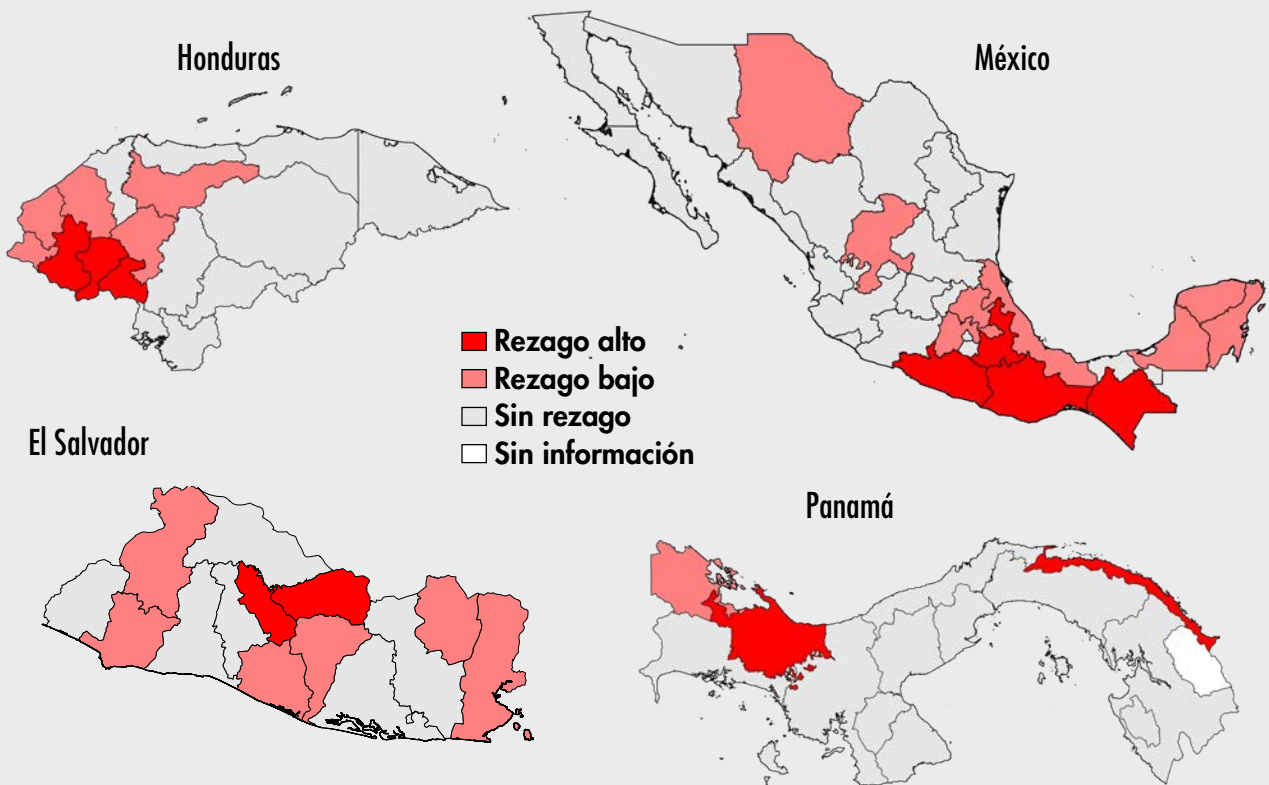 Honduras
México
Rezago alto
Rezago bajo
Sin rezago
Sin información
El Salvador
Panamá